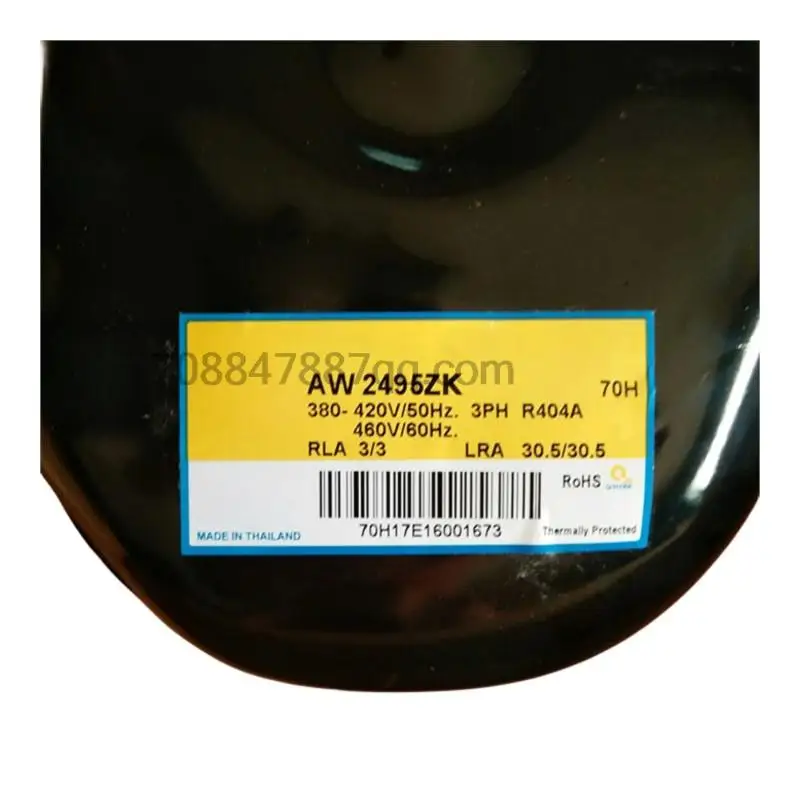 708847887qq.com
AW 2495ZK 70H
380- 420V/50Hz. 3PH R404A
460V/60Hz.
RLA 3/3 LRA 30.5/30.5
RoHS
70H17E16001673
MADE IN THAILAND
Thermally Protected